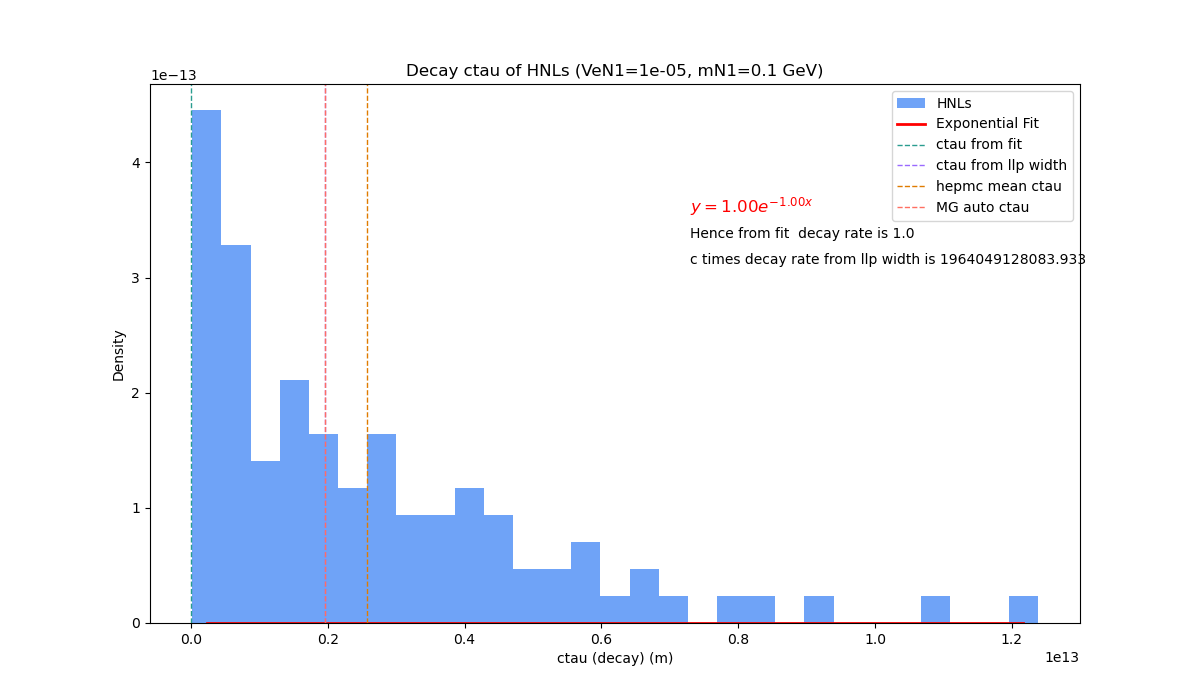 Decay ctau of HNLs (VeN1=1e-05, mN1=0.1 GeV)
1e−13
HNLs
Exponential Fit
ctau from fit
ctau from llp width
hepmc mean ctau
MG auto ctau
y = 1.00e^{−1.00x}
Hence from fit  decay rate is 1.0
c times decay rate from llp width is 1964049128083.933
Density
4
3
2
1
0
0.0 0.2 0.4 0.6 0.8 1.0 1.2
1e13
ctau (decay) (m)